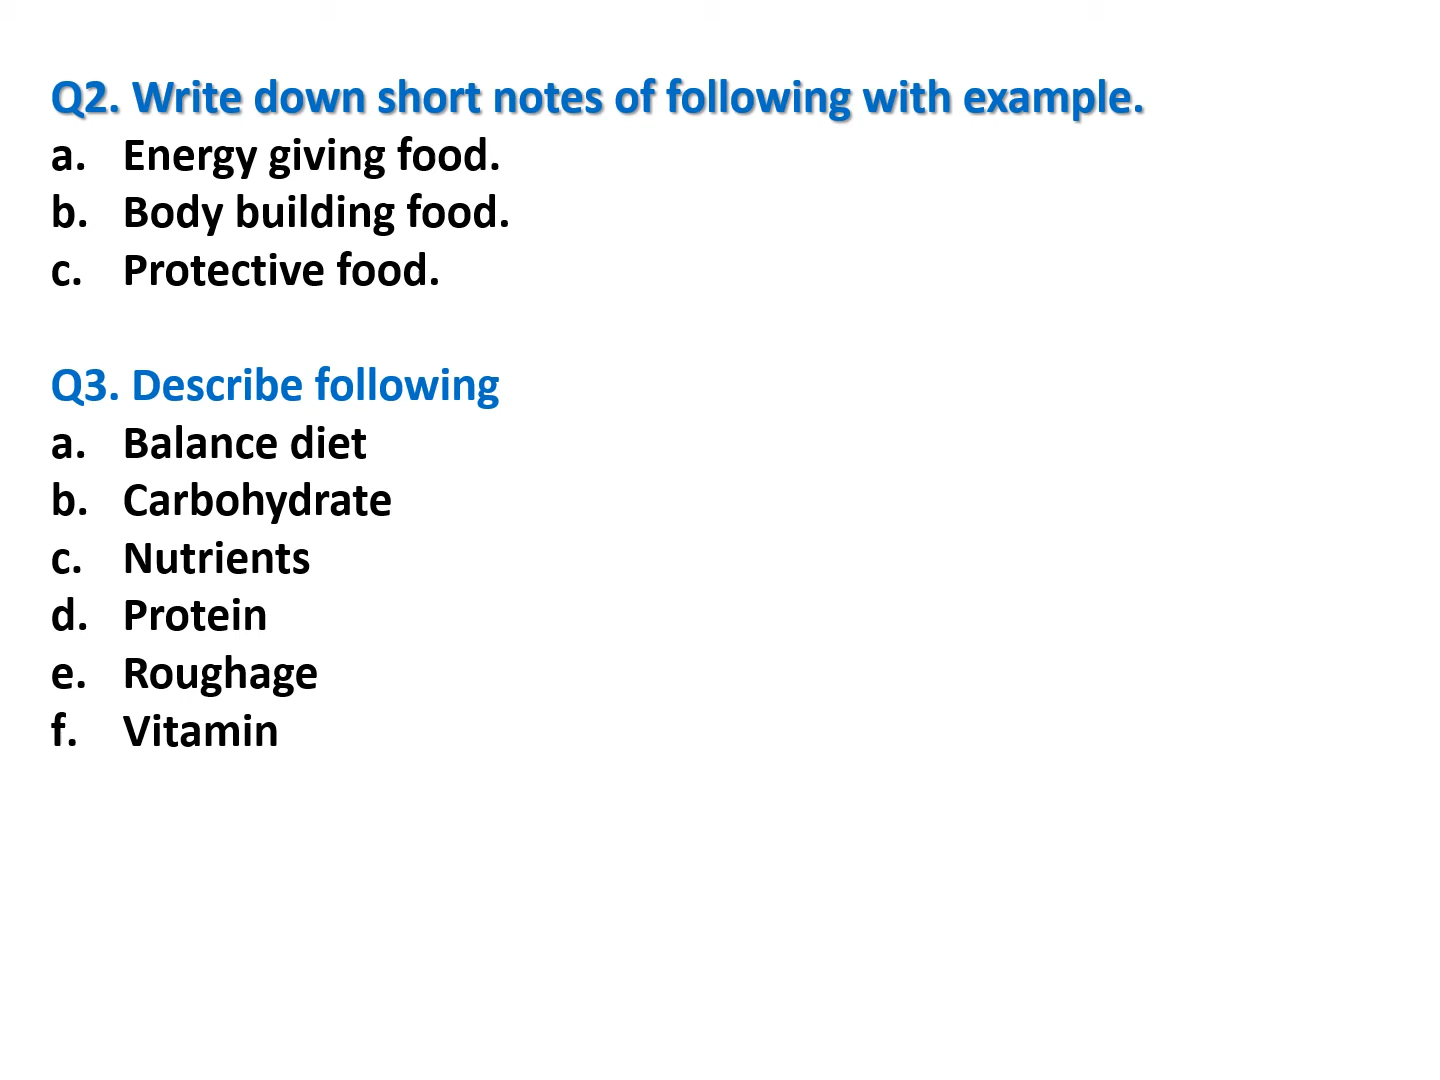 Q2. Write down short notes of following with example.
a. Energy giving food.
b. Body building food.
c. Protective food.
Q3. Describe following
a. Balance diet
b. Carbohydrate
c. Nutrients
d. Protein
e. Roughage
f. Vitamin